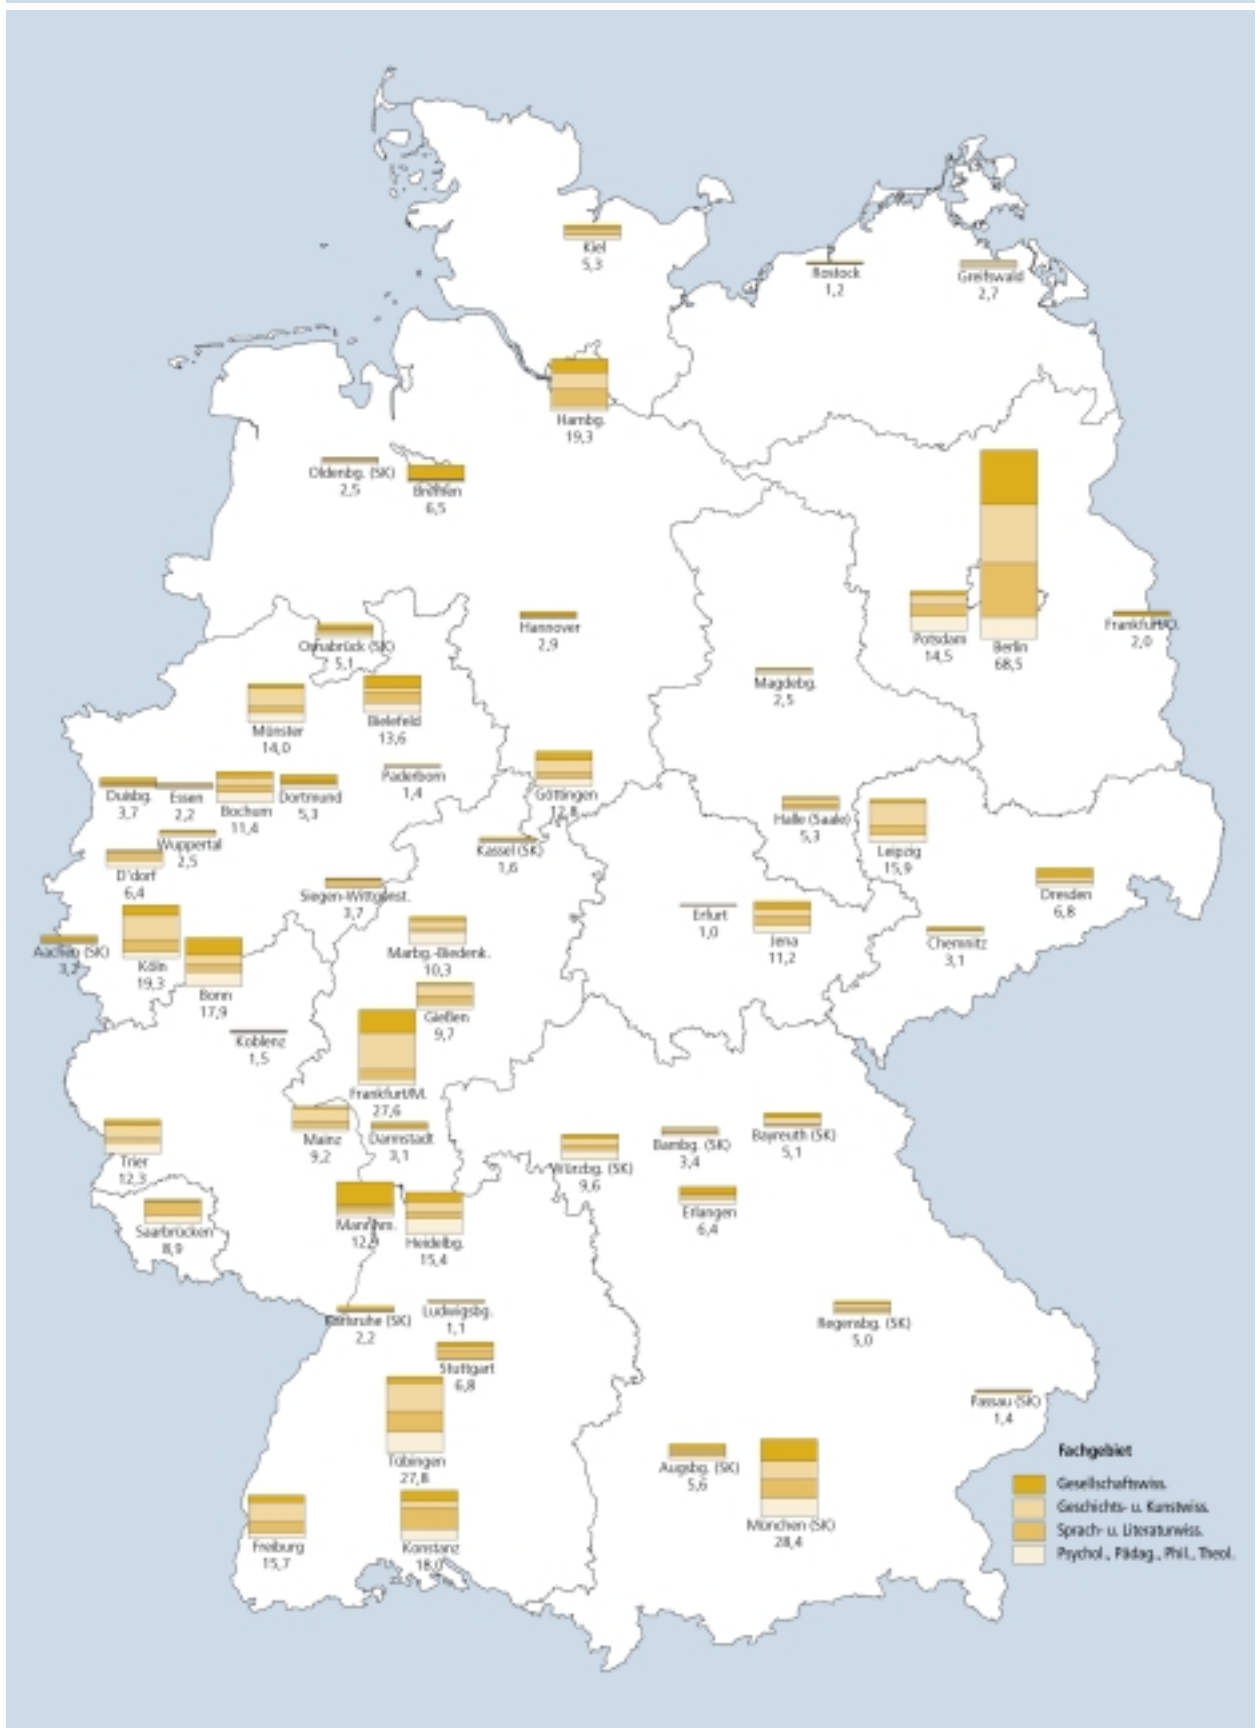 Kiel
5,3
Rostock
1,2
Greifswald
2,7
Hambg.
19,3
Oldenbg. (SK)
2,5
Bremen
6,5
Hannover
2,9
Osnabrück (SK)
5,1
Potsdam
14,5
Berlin
68,5
Frankfurt/O.
2,0
Magdebg.
2,5
Münster
14,0
Bielefeld
13,6
Paderborn
1,4
Göttingen
12,8
Duisbg.
3,7
Essen
2,2
Bochum
11,4
Dortmund
5,3
Wuppertal
2,5
D'dorf
6,4
Kassel (SK)
1,6
Halle (Saale)
5,3
Leipzig
15,9
Dresden
6,8
Siegen-Wittgenst.
3,7
Erfurt
1,0
Jena
11,2
Chemnitz
3,1
Aachen (SK)
3,2
Köln
19,3
Bonn
17,9
Marbg.-Biedenk.
10,3
Gießen
9,7
Koblenz
1,5
Frankfurt/M.
27,6
Mainz
9,2
Darmstadt
3,1
Trier
12,3
Würzbg. (SK)
9,6
Bambg. (SK)
3,4
Bayreuth (SK)
5,1
Erlangen
6,4
Saarbrücken
8,9
Mannhm.
Heidelbg.
15,4
Karlsruhe (SK)
2,2
Ludwigsbg.
1,1
Stuttgart
6,8
Regensbg. (SK)
5,0
Passau (SK)
1,4
Tübingen
27,8
Augsbg. (SK)
5,6
München (SK)
28,4
Freiburg
15,7
Konstanz
18,0
Fachgebiet
Gesellschaftswiss.
Geschichts- u. Kunstwiss.
Sprach- u. Literaturwiss.
Psychol., Pädag., Phil., Theol.